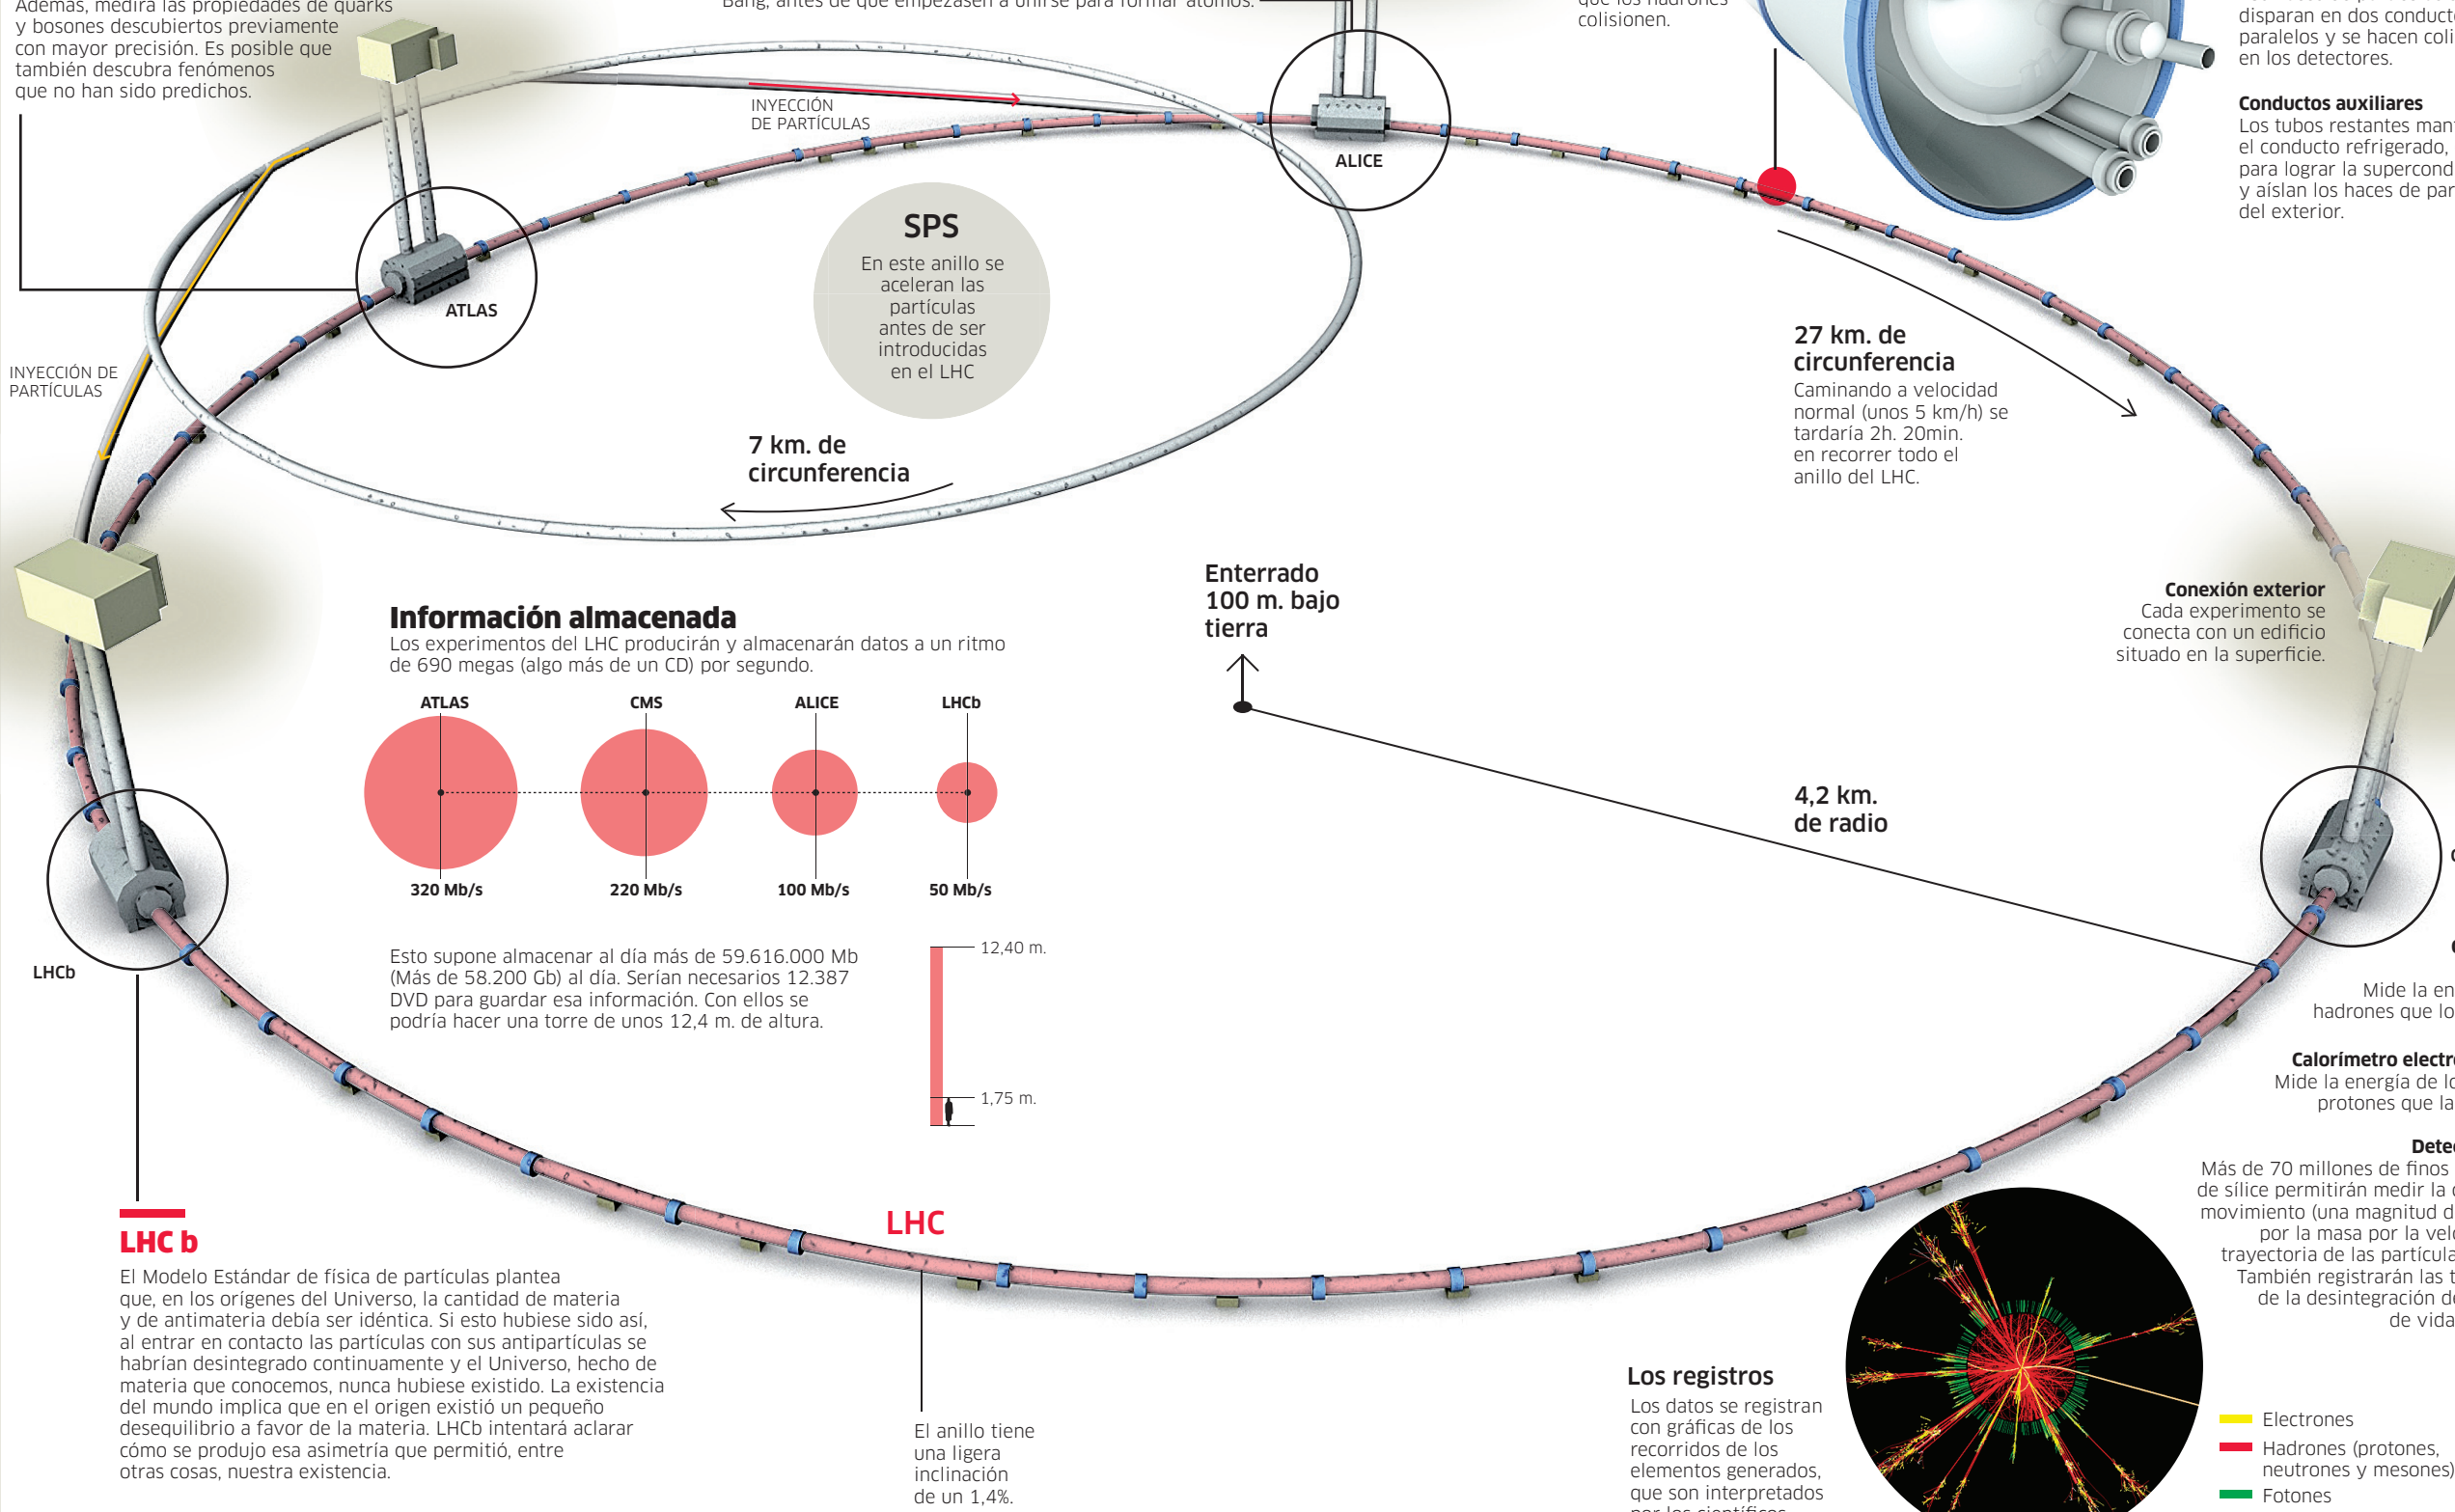 Además, medirá las propiedades de quarks
y bosones descubiertos previamente
con mayor precisión. Es posible que
también descubra fenómenos
que no han sido predichos.
Bang, antes de que empezasen a unirse para formar átomos.
que los hadrones
colisionen.
disparan en dos
paralelos y se hacen
en los detectores.
Conductos auxiliares
Los tubos restantes
el conducto refrigerado,
para lograr la
y aíslan los haces de
del exterior.
INYECCIÓN
DE PARTÍCULAS
ALICE
ATLAS
SPS
En este anillo se
aceleran las
partículas
antes de ser
introducidas
en el LHC
INYECCIÓN DE
PARTÍCULAS
7 km. de
circunferencia
27 km. de
circunferencia
Caminando a velocidad
normal (unos 5 km/h) se
tardaría 2h. 20min.
en recorrer todo el
anillo del LHC.
Enterrado
100 m. bajo
tierra
Conexión exterior
Cada experimento se
conecta con un edificio
situado en la superficie.
4,2 km.
de radio
Información almacenada
Los experimentos del LHC producirán y almacenarán datos a un ritmo
de 690 megas (algo más de un CD) por segundo.
ATLAS CMS ALICE LHCb
320 Mb/s 220 Mb/s 100 Mb/s 50 Mb/s
Esto supone almacenar al día más de 59.616.000 Mb
(Más de 58.200 Gb) al día. Serían necesarios 12.387
DVD para guardar esa información. Con ellos se
podría hacer una torre de unos 12,4 m. de altura.
12,40 m.
1,75 m.
LHCb
LHC b
El Modelo Estándar de física de partículas plantea
que, en los orígenes del Universo, la cantidad de materia
y de antimateria debía ser idéntica. Si esto hubiese sido así,
al entrar en contacto las partículas con sus antipartículas se
habrían desintegrado continuamente y el Universo, hecho de
materia que conocemos, nunca hubiese existido. La existencia
del mundo implica que en el origen existió un pequeño
desequilibrio a favor de la materia. LHCb intentará aclarar
cómo se produjo esa asimetría que permitió, entre
otras cosas, nuestra existencia.
LHC
El anillo tiene
una ligera
inclinación
de un 1,4%.
Mide la
hadrones que
Calorímetro
Mide la energía de
protones que
Más de 70 millones de finos
de sílice permitirán medir la
movimiento (una magnitud
por la masa por la
trayectoria de las
También registrarán las
de la desintegración
de vida
Los registros
Los datos se registran
con gráficas de los
recorridos de los
elementos generados,
que son interpretados
por los científicos
Electrones
Hadrones (protones,
neutrones y mesones)
Fotones